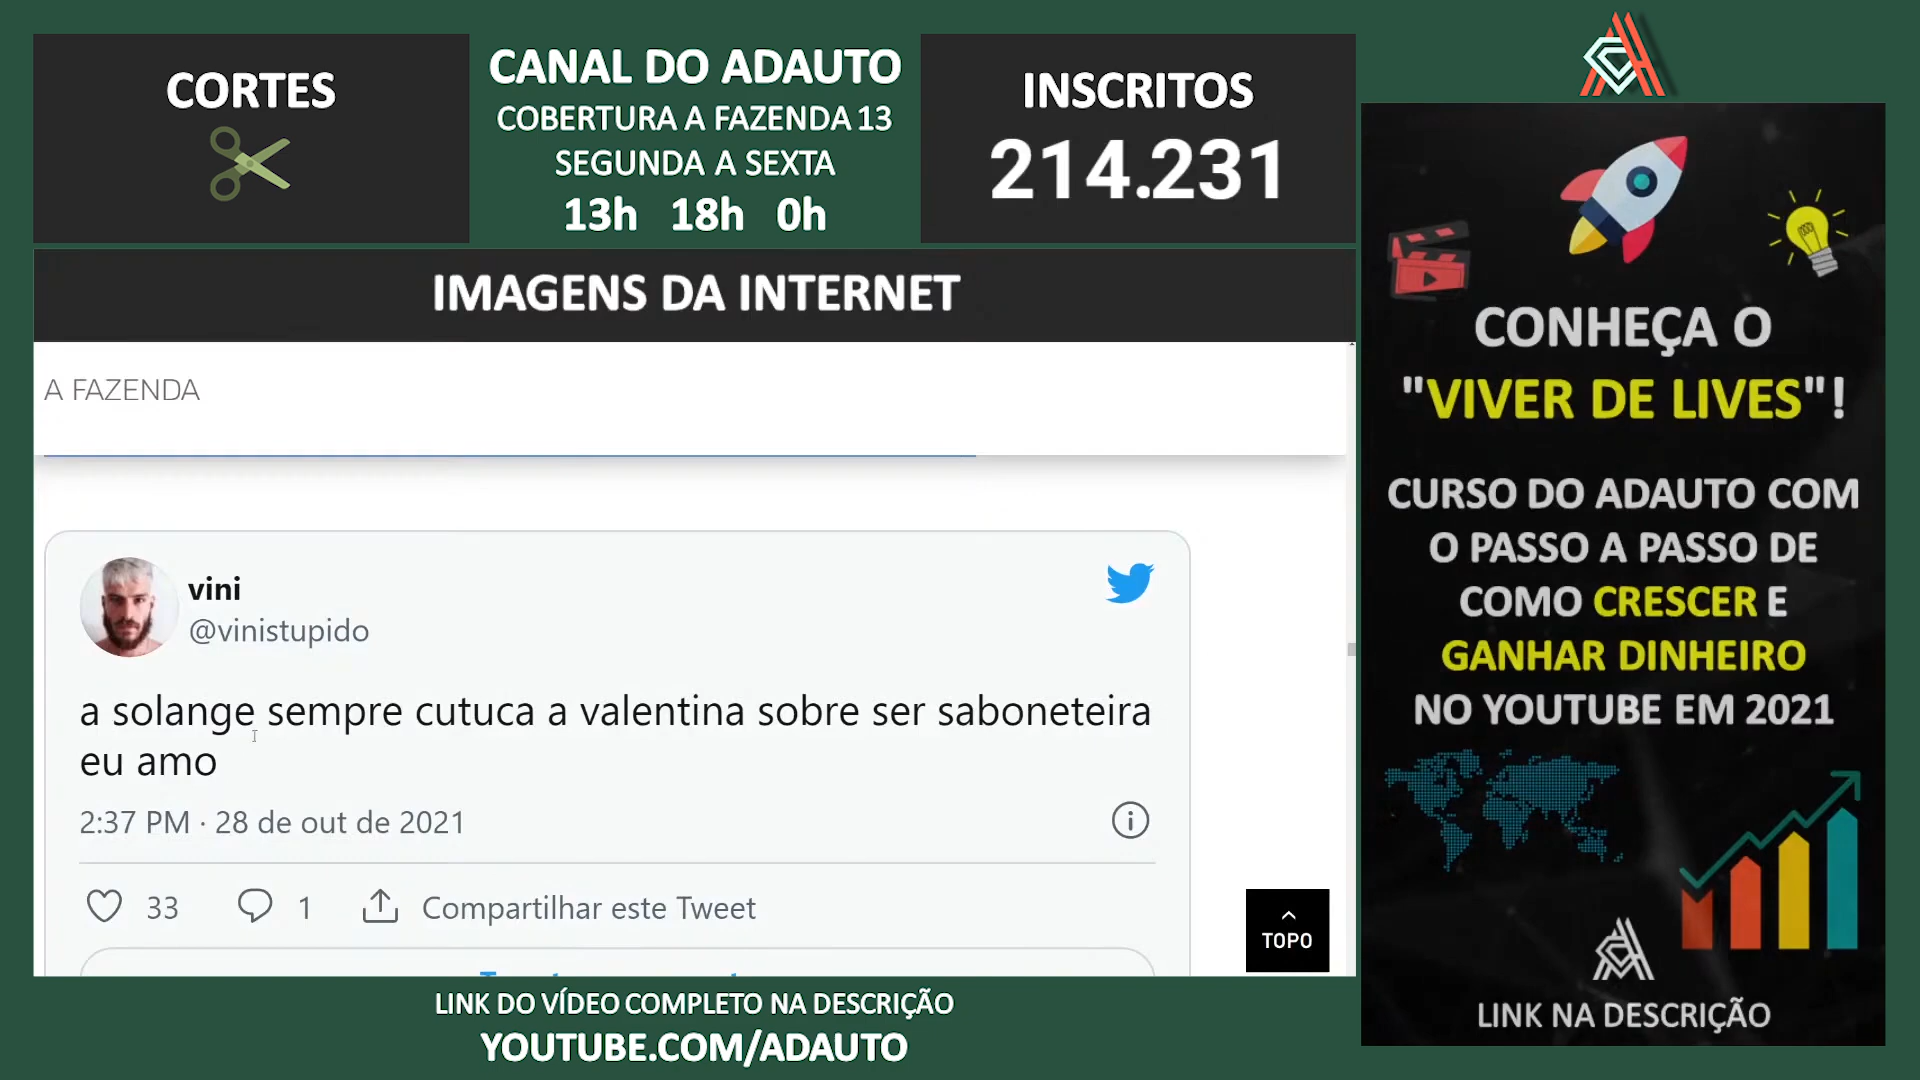 CORTES
CANAL DO ADAUTO
COBERTURA A FAZENDA 13
SEGUNDA A SEXTA
13h 18h 0h
INSCRITOS
214.231
IMAGENS DA INTERNET
A FAZENDA
vini
@vinistupido
a solange sempre cutuca a valentina sobre ser saboneteira
eu amo
2:37 PM · 28 de out de 2021
33 1 Compartilhar este Tweet
TOPO
LINK DO VÍDEO COMPLETO NA DESCRIÇÃO
YOUTUBE.COM/ADAUTO
CONHEÇA O
"VIVER DE LIVES"!
CURSO DO ADAUTO COM
O PASSO A PASSO DE
COMO CRESCER E
GANHAR DINHEIRO
NO YOUTUBE EM 2021
LINK NA DESCRIÇÃO